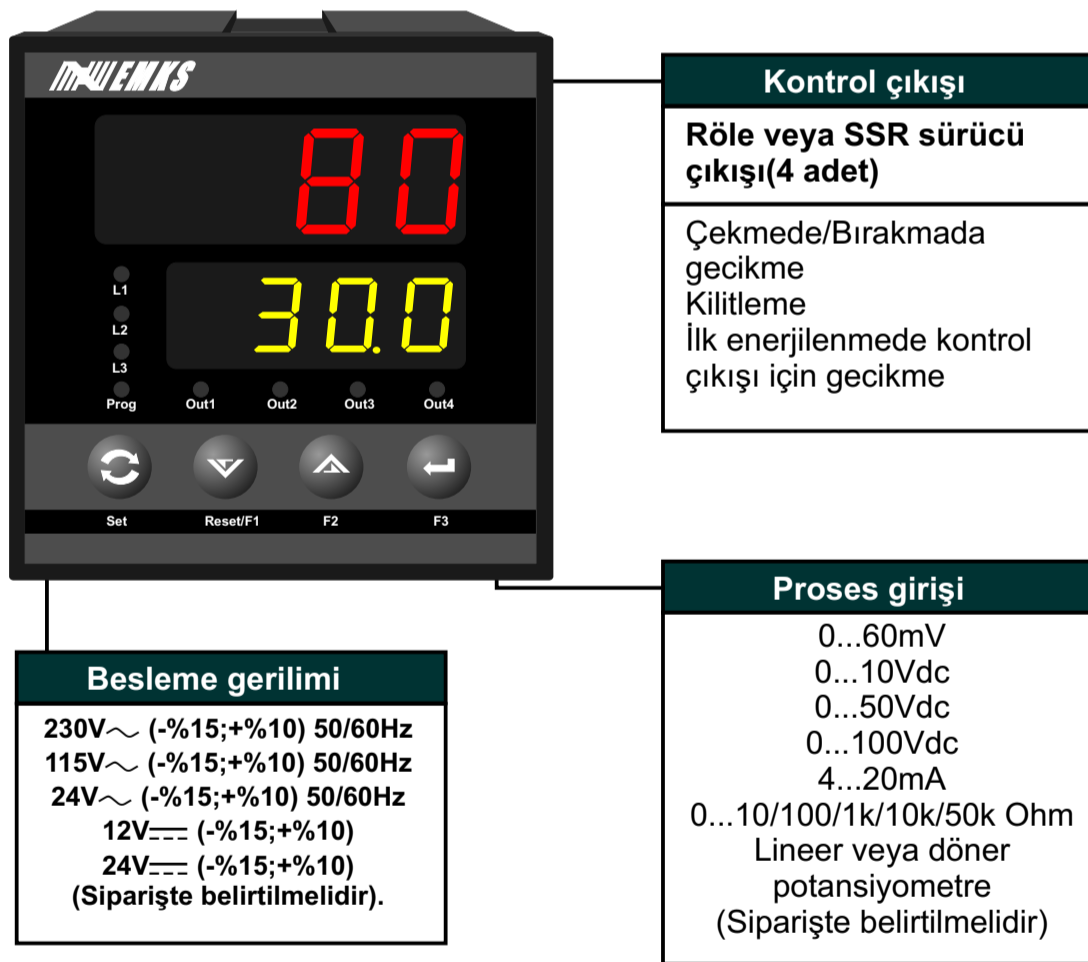 EMKS
80
30.0
L1
L2
L3
Prog Out1 Out2 Out3 Out4
Set Reset/F1 F2 F3
Kontrol çıkışı
Röle veya SSR sürücü
çıkışı(4 adet)
Çekmede/Bırakmada
gecikme
Kilitleme
İlk enerjilenmede kontrol
çıkışı için gecikme
Besleme gerilimi
230V~ (-%15;+%10) 50/60Hz
115V~ (-%15;+%10) 50/60Hz
24V~ (-%15;+%10) 50/60Hz
12V⎓ (-%15;+%10)
24V⎓ (-%15;+%10)
(Siparişte belirtilmelidir).
Proses girişi
0...60mV
0...10Vdc
0...50Vdc
0...100Vdc
4...20mA
0...10/100/1k/10k/50k Ohm
Lineer veya döner
potansiyometre
(Siparişte belirtilmelidir)